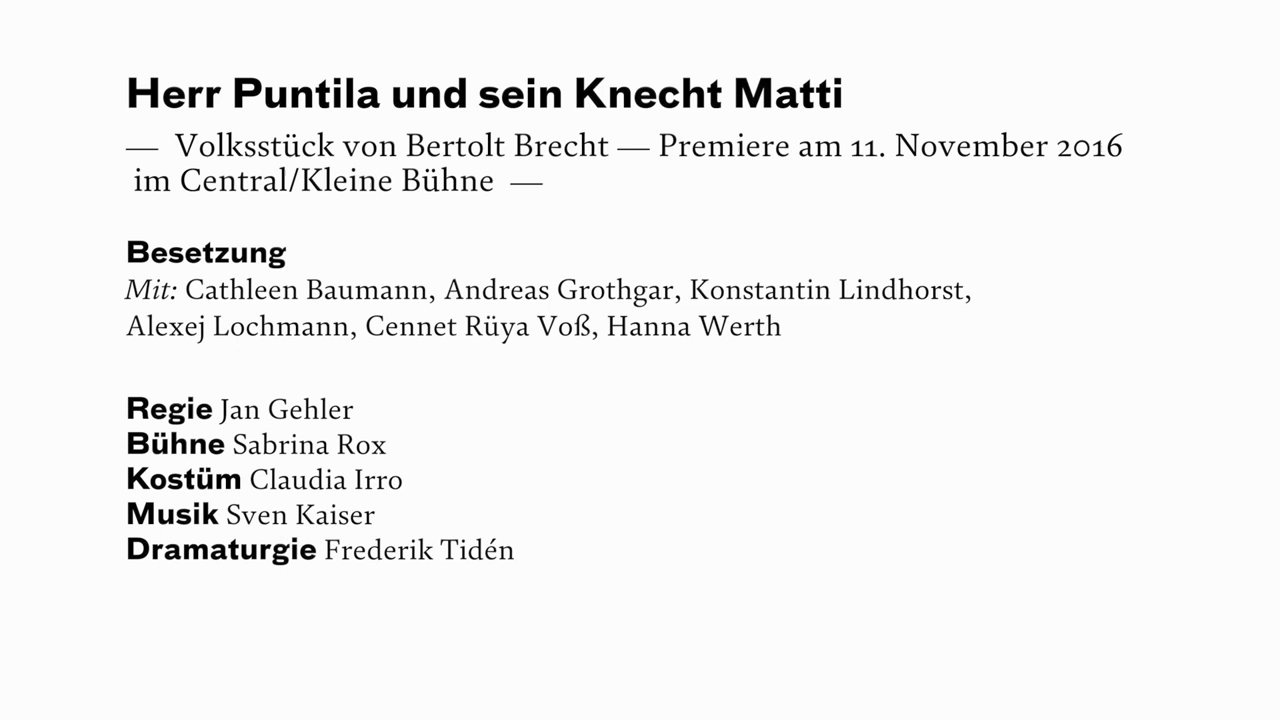 Herr Puntila und sein Knecht Matti
— Volksstück von Bertolt Brecht — Premiere am 11. November 2016
im Central/Kleine Bühne —
Besetzung
Mit: Cathleen Baumann, Andreas Grothgar, Konstantin Lindhorst,
Alexej Lochmann, Cennet Rüya Voß, Hanna Werth
Regie Jan Gehler
Bühne Sabrina Rox
Kostüm Claudia Irro
Musik Sven Kaiser
Dramaturgie Frederik Tidén